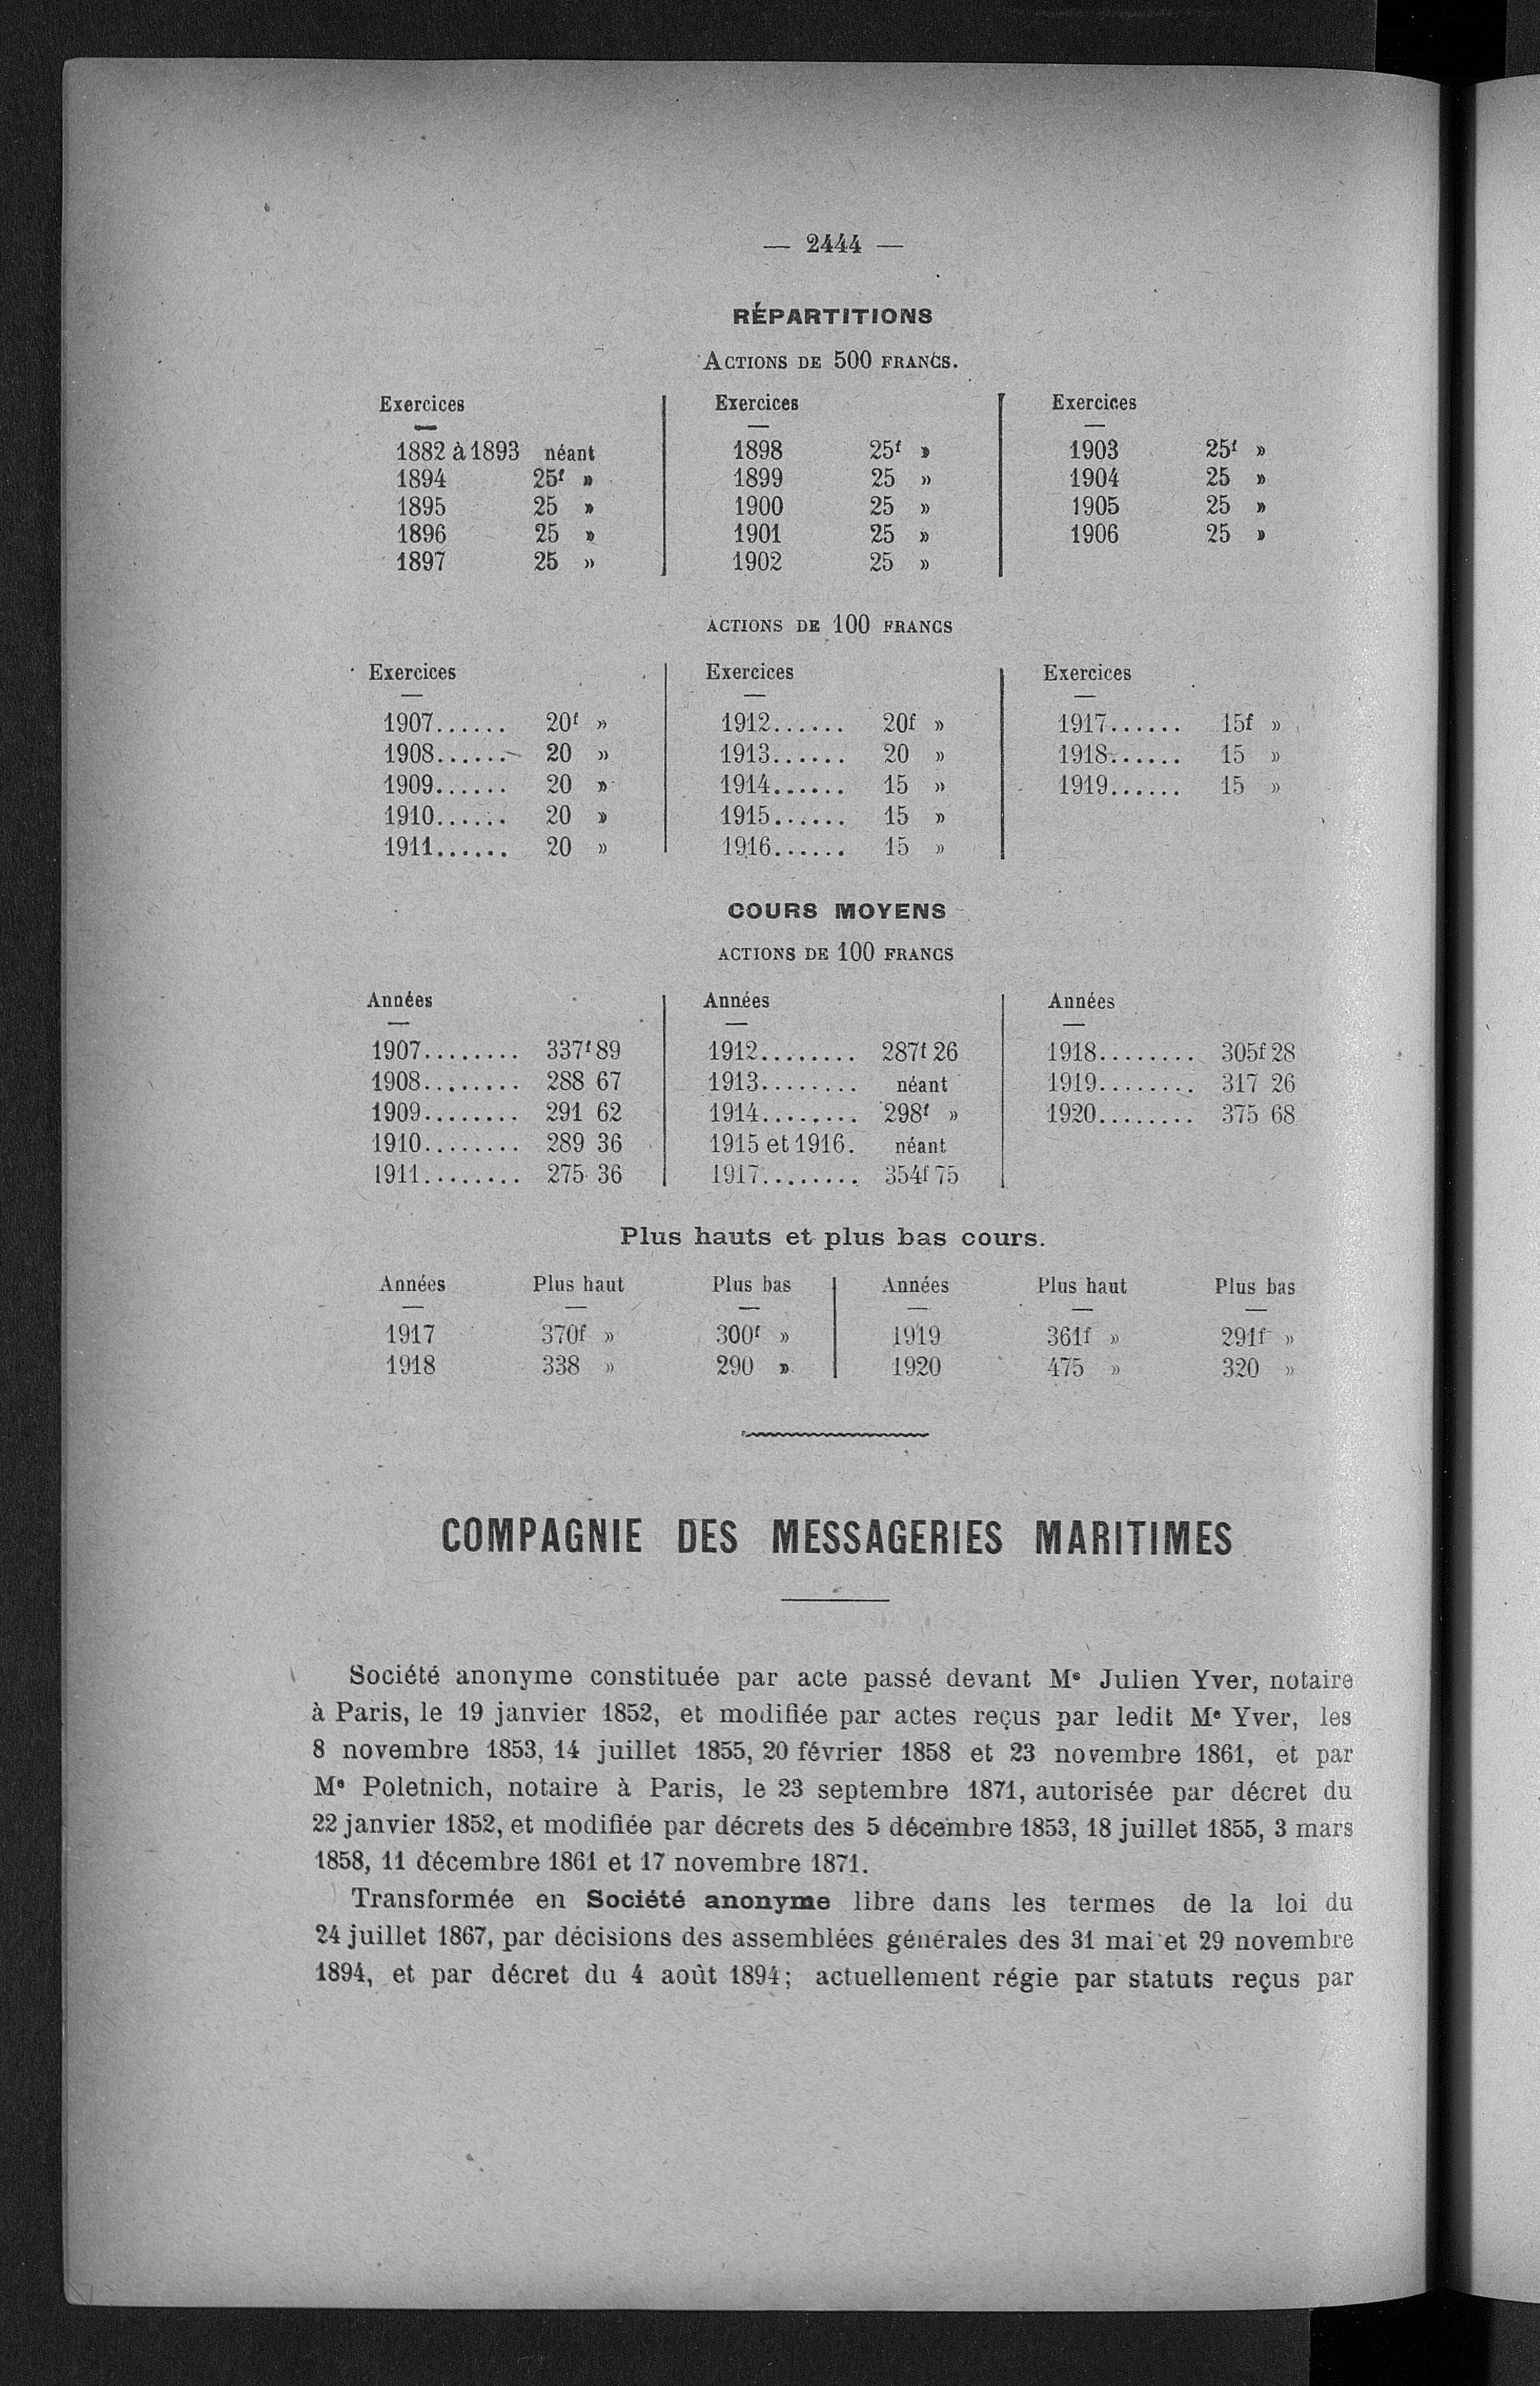 — 2444 —
RÉPARTITIONS
ACTIONS DE 500 FRANCS.
Exercices Exercices Exercices
1882 à 1893 néant 1898 25f » 1903 25f »
1894 25f » 1899 25 » 1904 25 »
1895 25 » 1900 25 » 1905 25 »
1896 25 » 1901 25 » 1906 25 »
1897 25 » 1902 25 »
ACTIONS DE 100 FRANCS
Exercices Exercices Exercices
1907...... 20f » 1912...... 20f » 1917...... 15f »
1908...... 20 » 1913...... 20 » 1918...... 15 »
1909...... 20 » 1914...... 15 » 1919...... 15 »
1910...... 20 » 1915...... 15 »
1911...... 20 » 1916...... 15 »
COURS MOYENS
ACTIONS DE 100 FRANCS
Années Années Années
1907........ 337f 89 1912........ 287f 26 1918........ 305f 28
1908........ 288 67 1913........ néant 1919........ 317 26
1909........ 291 62 1914........ 298f » 1920........ 375 68
1910........ 289 36 1915 et 1916. néant
1911........ 275 36 1917........ 354f 75
Plus hauts et plus bas cours.
Années Plus haut Plus bas Années Plus haut Plus bas
1917 370f » 300f » 1919 361f » 291f »
1918 338 » 290 » 1920 475 » 320 »
COMPAGNIE DES MESSAGERIES MARITIMES
Société anonyme constituée par acte passé devant Me Julien Yver, notaire
à Paris, le 19 janvier 1852, et modifiée par actes reçus par ledit Me Yver, les
8 novembre 1853, 14 juillet 1855, 20 février 1858 et 23 novembre 1861, et par
Me Poletnich, notaire à Paris, le 23 septembre 1871, autorisée par décret du
22 janvier 1852, et modifiée par décrets des 5 décembre 1853, 18 juillet 1855, 3 mars
1858, 11 décembre 1861 et 17 novembre 1871.
Transformée en Société anonyme libre dans les termes de la loi du
24 juillet 1867, par décisions des assemblées générales des 31 mai et 29 novembre
1894, et par décret du 4 août 1894; actuellement régie par statuts reçus par